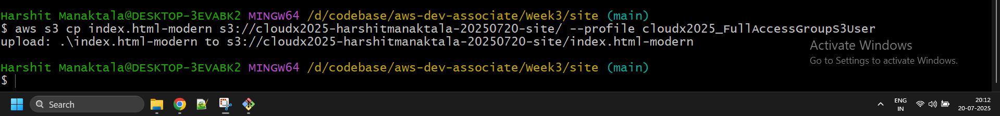 Harshit Manaktala@DESKTOP-3EVABK2 MINGW64 /d/codebase/aws-dev-associate/Week3/site (main)
$ aws s3 cp index.html-modern s3://cloudx2025-harshitmanaktala-20250720-site/ --profile cloudx2025_FullAccessGroupS3User
upload: .\index.html-modern to s3://cloudx2025-harshitmanaktala-20250720-site/index.html-modern
Activate Windows
Go to Settings to activate Windows.
Harshit Manaktala@DESKTOP-3EVABK2 MINGW64 /d/codebase/aws-dev-associate/Week3/site (main)
$
Search
ENG
IN
20:12
20-07-2025